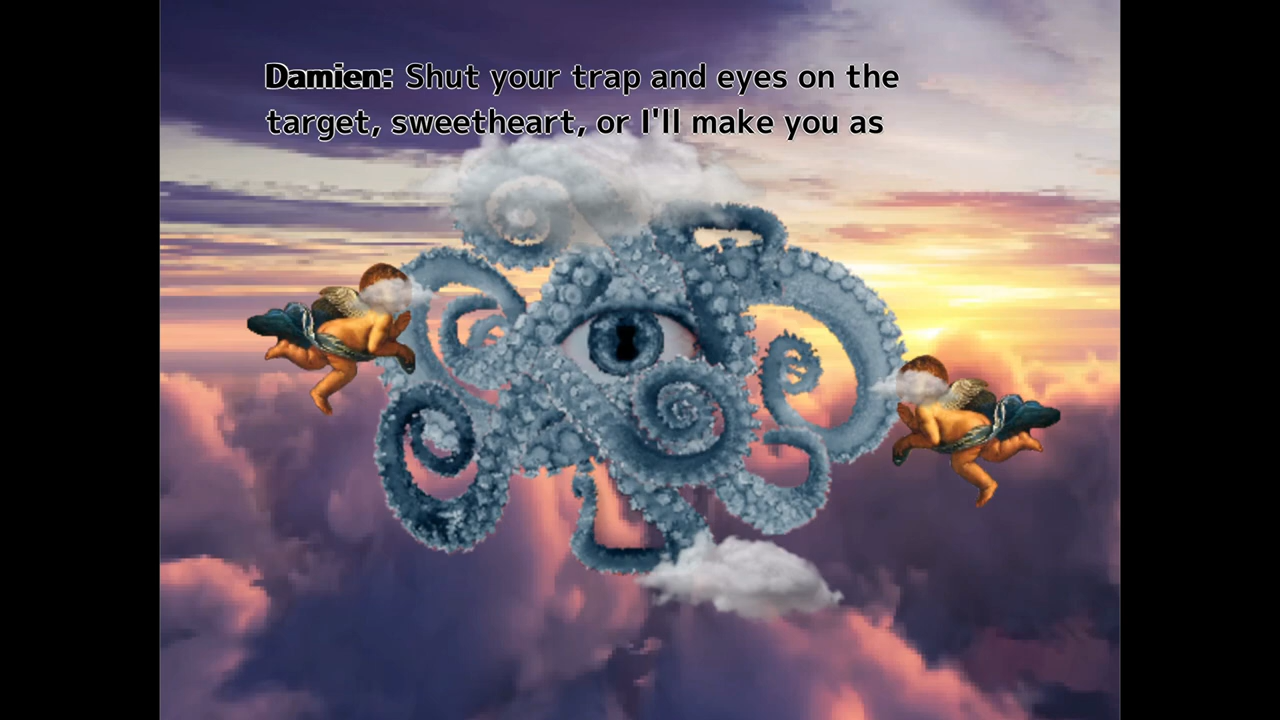 Damien: Shut your trap and eyes on the
target, sweetheart, or I'll make you as